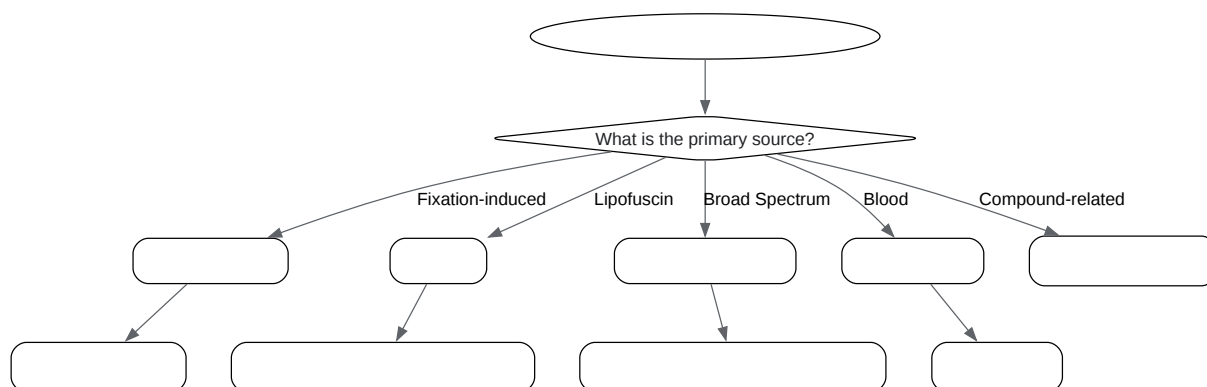 What is the primary source?
Fixation-induced
Lipofuscin
Broad Spectrum
Blood
Compound-related